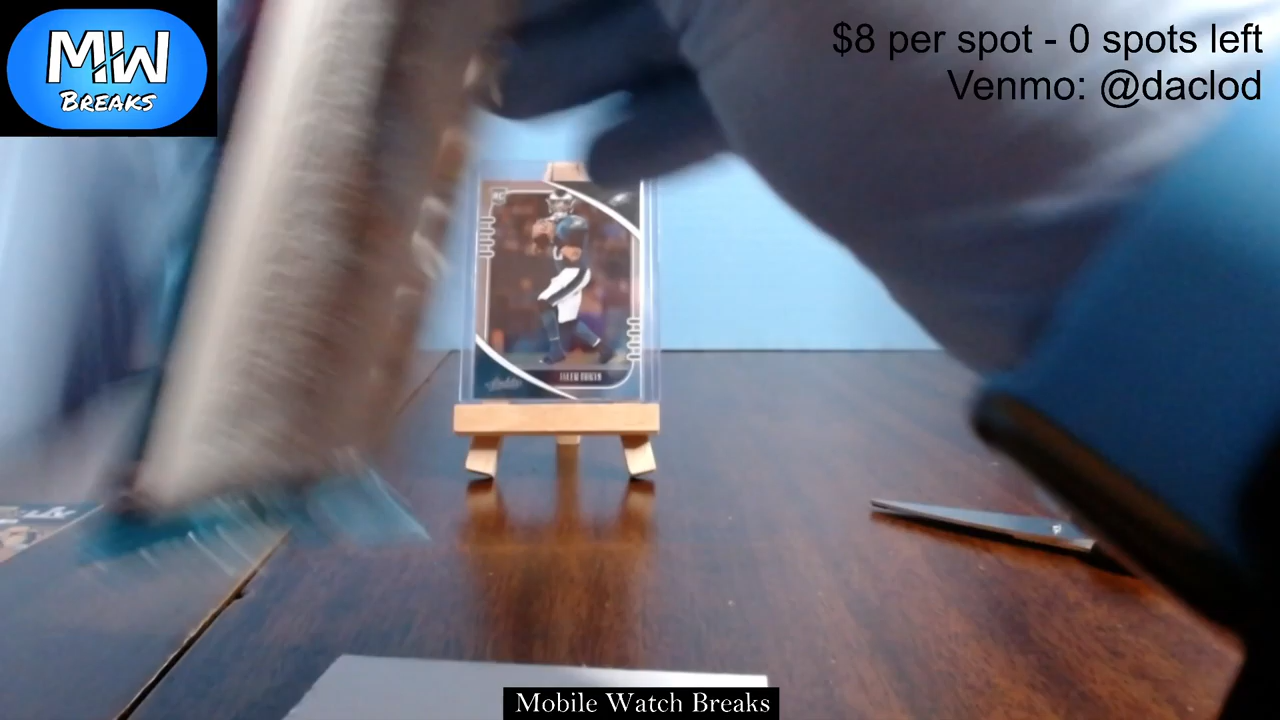 MW
BREAKS
$8 per spot - 0 spots left
Venmo: @daclod
Mobile Watch Breaks